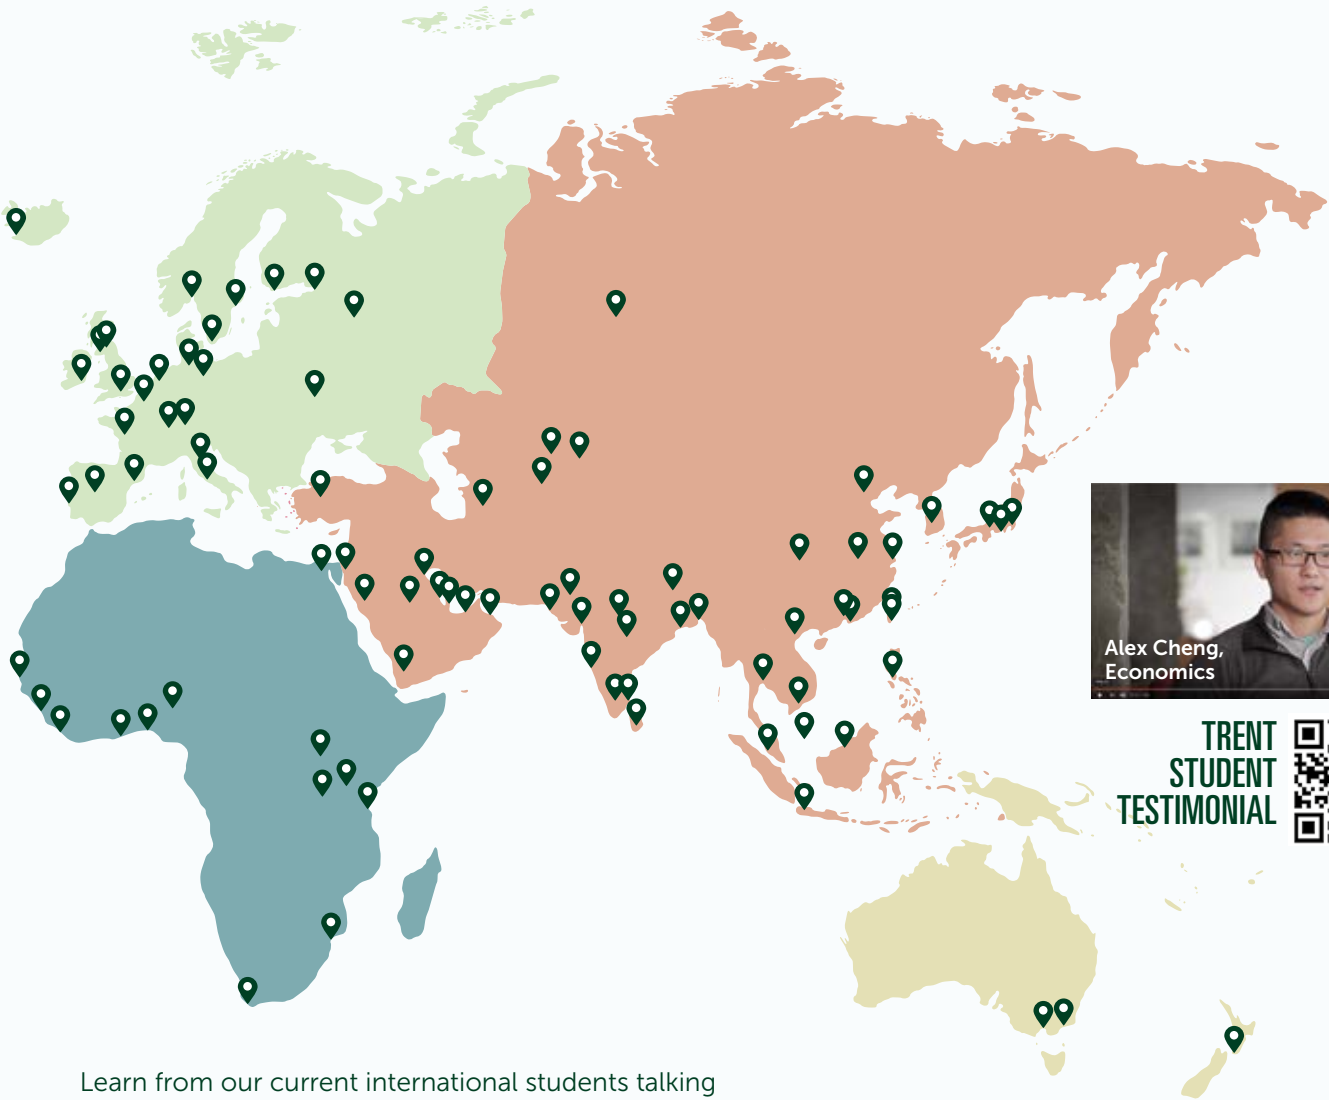 Alex Cheng,
Economics
TRENT
STUDENT
TESTIMONIAL
Learn from our current international students talking